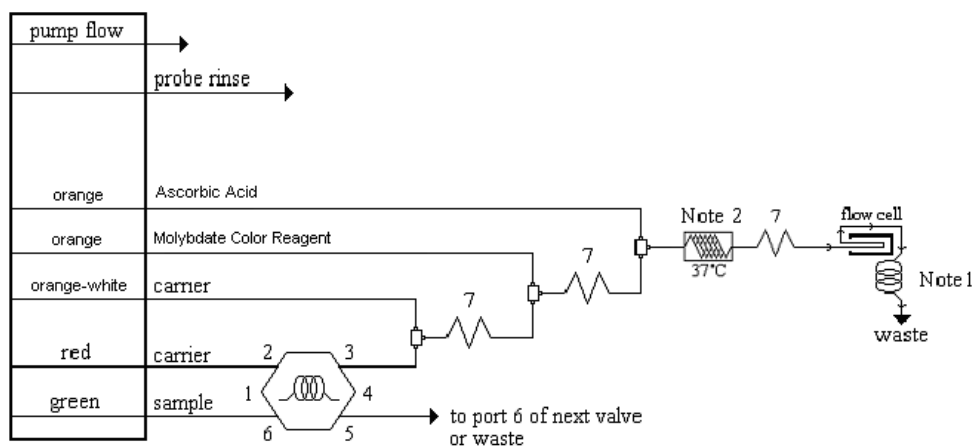 pump flow
probe rinse
orange
Ascorbic Acid
orange
Molybdate Color Reagent
orange-white
carrier
red
carrier
green
sample
2
3
1
4
6
5
to port 6 of next valve
or waste
7
7
Note 2
37°C
7
flow cell
Note 1
waste